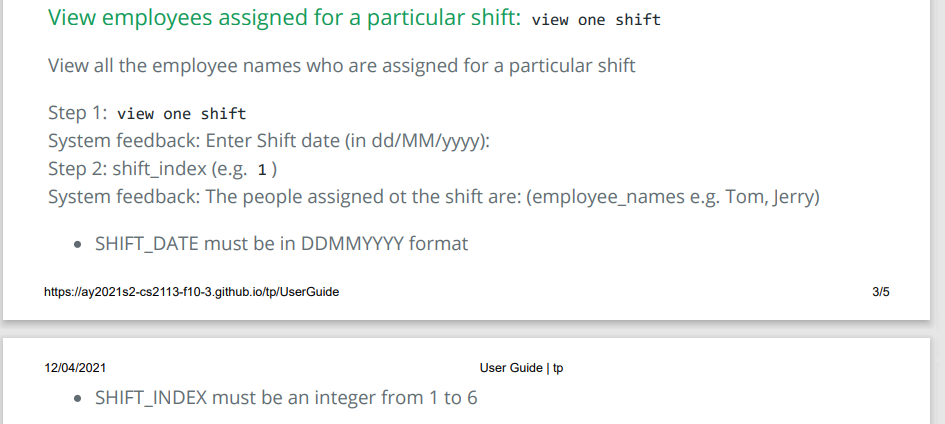 View employees assigned for a particular shift: view one shift
View all the employee names who are assigned for a particular shift
Step 1: view one shift
System feedback: Enter Shift date (in dd/MM/yyyy):
Step 2: shift_index (e.g. 1 )
System feedback: The people assigned ot the shift are: (employee_names e.g. Tom, Jerry)
• SHIFT_DATE must be in DDMMYYYY format
https://ay2021s2-cs2113-f10-3.github.io/tp/UserGuide 3/5
12/04/2021 User Guide | tp
• SHIFT_INDEX must be an integer from 1 to 6